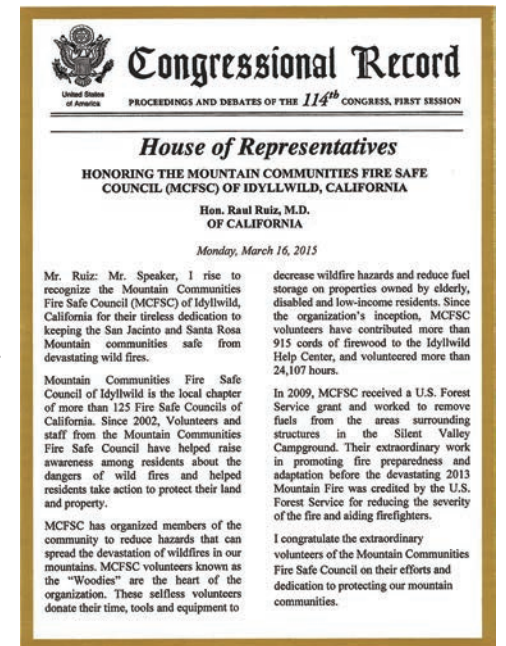 Congressional Record
United States
of America
PROCEEDINGS AND DEBATES OF THE 114th CONGRESS, FIRST SESSION
House of Representatives
HONORING THE MOUNTAIN COMMUNITIES FIRE SAFE
COUNCIL (MCFSC) OF IDYLLWILD, CALIFORNIA
Hon. Raul Ruiz, M.D.
OF CALIFORNIA
Monday, March 16, 2015
Mr. Ruiz: Mr. Speaker, I rise to
recognize the Mountain Communities
Fire Safe Council (MCFSC) of Idyllwild,
California for their tireless dedication to
keeping the San Jacinto and Santa Rosa
Mountain communities safe from
devastating wild fires.
Mountain Communities Fire Safe
Council of Idyllwild is the local chapter
of more than 125 Fire Safe Councils of
California. Since 2002, Volunteers and
staff from the Mountain Communities
Fire Safe Council have helped raise
awareness among residents about the
dangers of wild fires and helped
residents take action to protect their land
and property.
MCFSC has organized members of the
community to reduce hazards that can
spread the devastation of wildfires in our
mountains. MCFSC volunteers known as
the “Woodies” are the heart of the
organization. These selfless volunteers
donate their time, tools and equipment to
decrease wildfire hazards and reduce fuel
storage on properties owned by elderly,
disabled and low-income residents. Since
the organization's inception, MCFSC
volunteers have contributed more than
915 cords of firewood to the Idyllwild
Help Center, and volunteered more than
24,107 hours.
In 2009, MCFSC received a U.S. Forest
Service grant and worked to remove
fuels from the areas surrounding
structures in the Silent Valley
Campground. Their extraordinary work
in promoting fire preparedness and
adaptation before the devastating 2013
Mountain Fire was credited by the U.S.
Forest Service for reducing the severity
of the fire and aiding firefighters.
I congratulate the extraordinary
volunteers of the Mountain Communities
Fire Safe Council on their efforts and
dedication to protecting our mountain
communities.